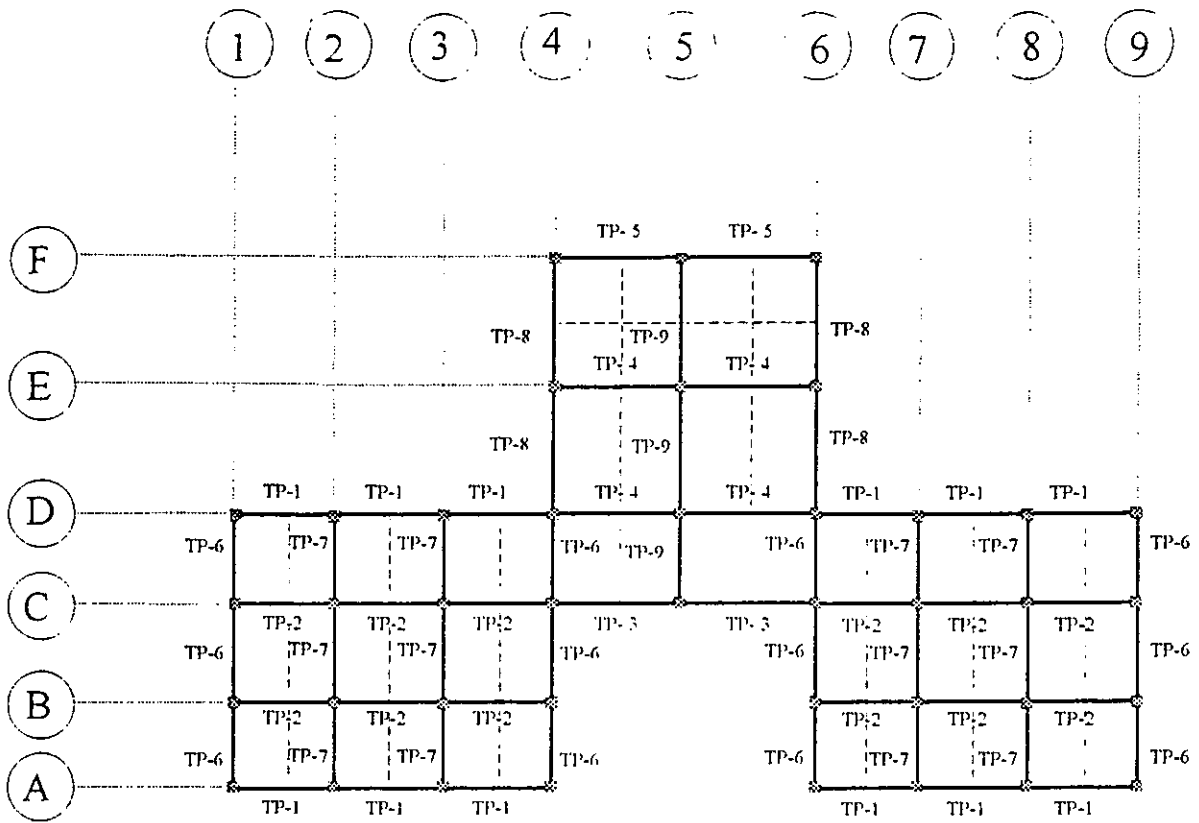 1 2 3 4 5 6 7 8 9
TP- 5 TP- 5
F
TP-8 TP-9 TP-8
TP- 4 TP- 4
E
TP-8 TP-9 TP-8
TP-1 TP-1 TP-1 TP- 4 TP- 4 TP-1 TP-1 TP-1
D
TP-6 TP-7 TP-7 TP-6 TP-9 TP-6 TP-7 TP-7 TP-6
C
TP-2 TP-2 TP-2 TP- 3 TP- 3 TP-2 TP-2 TP-2
TP-6 TP-7 TP-7 TP-6 TP-6 TP-7 TP-7 TP-6
B
TP-2 TP-2 TP-2 TP-2 TP-2 TP-2
TP-6 TP-7 TP-7 TP-6 TP-6 TP-7 TP-7 TP-6
A
TP-1 TP-1 TP-1 TP-1 TP-1 TP-1